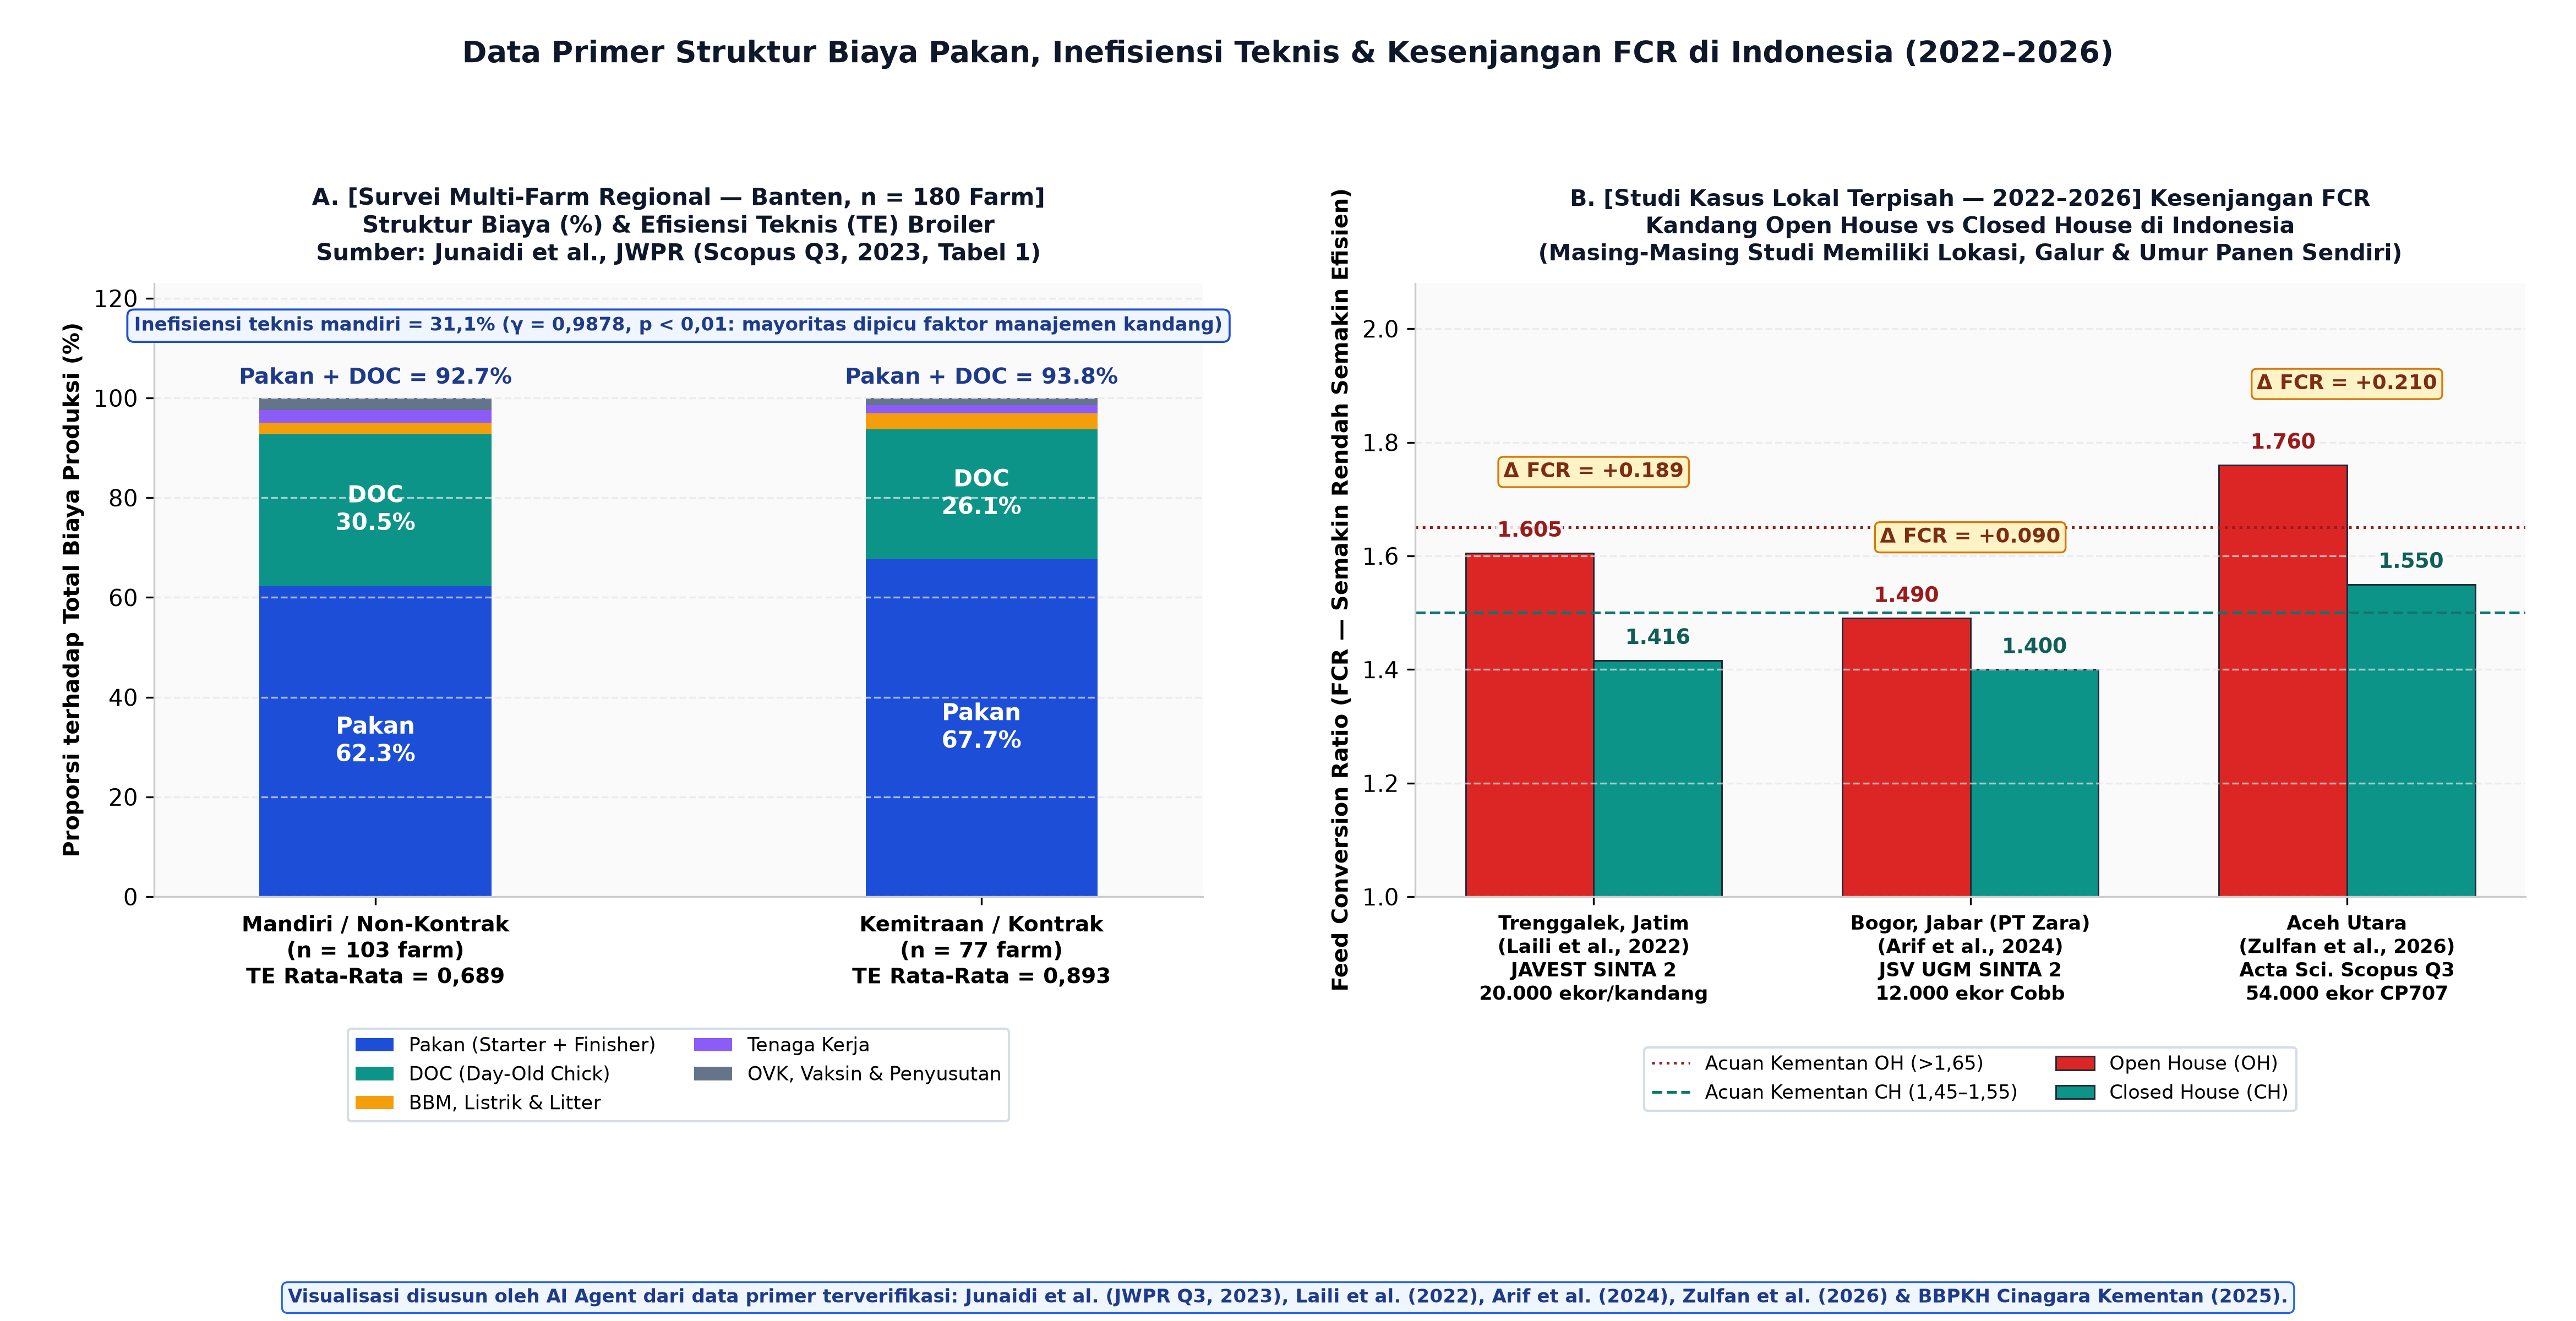 Data Primer Struktur Biaya Pakan, Inefisiensi Teknis & Kesenjangan FCR di Indonesia (2022–2026)
A. [Survei Multi-Farm Regional — Banten, n = 180 Farm]
Struktur Biaya (%) & Efisiensi Teknis (TE) Broiler
Sumber: Junaidi et al., JWPR (Scopus Q3, 2023, Tabel 1)
Proporsi terhadap Total Biaya Produksi (%)
120
100
80
60
40
20
0
Inefisiensi teknis mandiri = 31,1% (γ = 0,9878, p < 0,01: mayoritas dipicu faktor manajemen kandang)
Pakan + DOC = 92.7%
Pakan + DOC = 93.8%
DOC
30.5%
DOC
26.1%
Pakan
62.3%
Pakan
67.7%
Mandiri / Non-Kontrak
(n = 103 farm)
TE Rata-Rata = 0,689
Kemitraan / Kontrak
(n = 77 farm)
TE Rata-Rata = 0,893
Pakan (Starter + Finisher)
DOC (Day-Old Chick)
BBM, Listrik & Litter
Tenaga Kerja
OVK, Vaksin & Penyusutan
B. [Studi Kasus Lokal Terpisah — 2022–2026] Kesenjangan FCR
Kandang Open House vs Closed House di Indonesia
(Masing-Masing Studi Memiliki Lokasi, Galur & Umur Panen Sendiri)
Feed Conversion Ratio (FCR — Semakin Rendah Semakin Efisien)
2.0
1.8
1.6
1.4
1.2
1.0
Δ FCR = +0.189
Δ FCR = +0.090
Δ FCR = +0.210
1.605
1.416
1.490
1.400
1.760
1.550
Trenggalek, Jatim
(Laili et al., 2022)
JAVEST SINTA 2
20.000 ekor/kandang
Bogor, Jabar (PT Zara)
(Arif et al., 2024)
JSV UGM SINTA 2
12.000 ekor Cobb
Aceh Utara
(Zulfan et al., 2026)
Acta Sci. Scopus Q3
54.000 ekor CP707
Acuan Kementan OH (>1,65)
Acuan Kementan CH (1,45–1,55)
Open House (OH)
Closed House (CH)
Visualisasi disusun oleh AI Agent dari data primer terverifikasi: Junaidi et al. (JWPR Q3, 2023), Laili et al. (2022), Arif et al. (2024), Zulfan et al. (2026) & BBPKH Cinagara Kementan (2025).